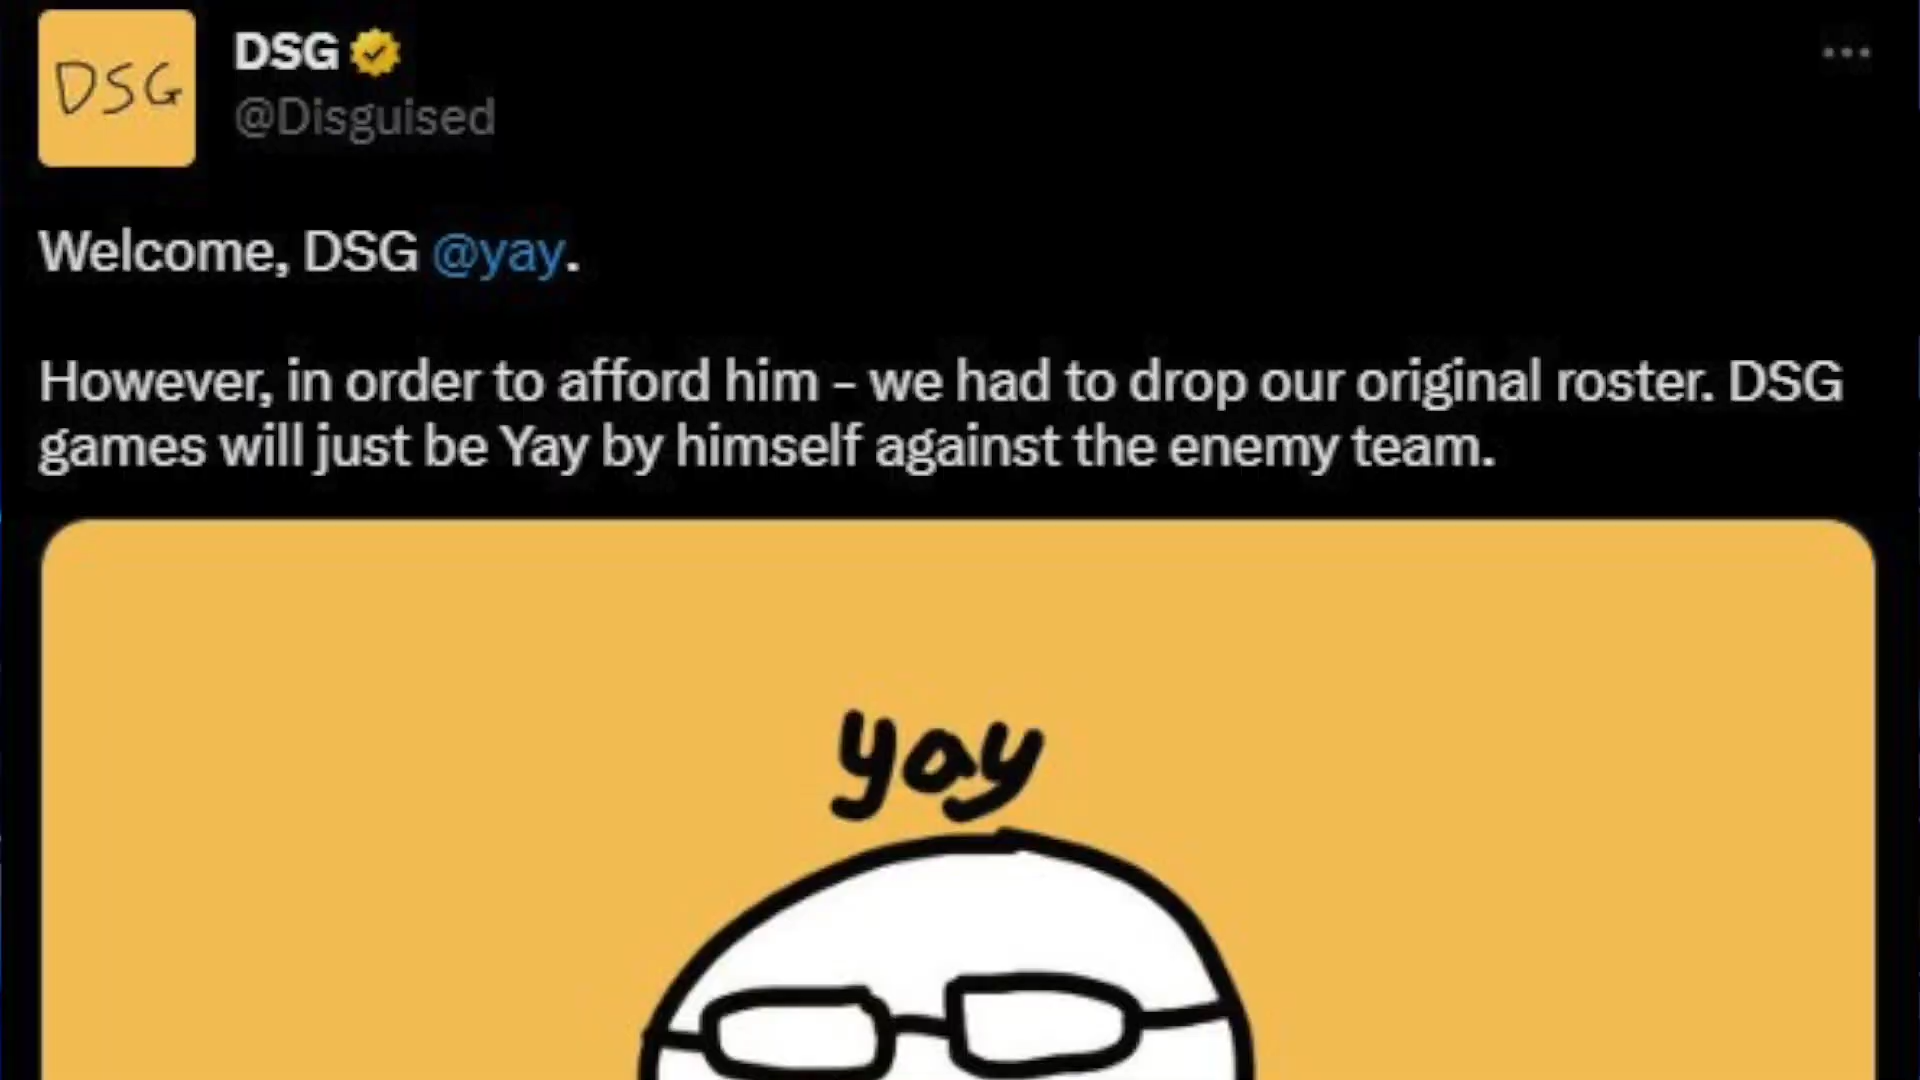 DSG
DSG
@Disguised
Welcome, DSG @yay.
However, in order to afford him – we had to drop our original roster. DSG
games will just be Yay by himself against the enemy team.
yay